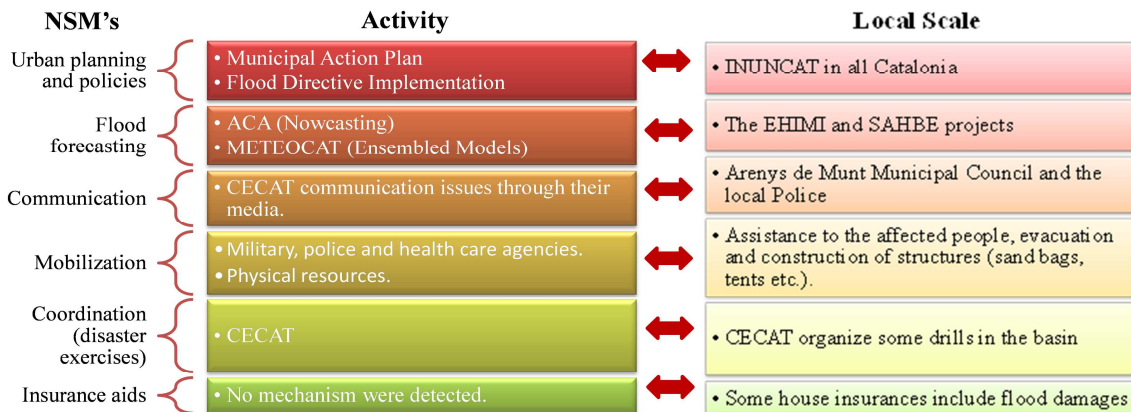 NSM's Activity Local Scale
Urban planning
and policies
• Municipal Action Plan
• Flood Directive Implementation
• INUNCAT in all Catalonia
Flood
forecasting
• ACA (Nowcasting)
• METEOCAT (Ensembled Models)
• The EHIMI and SAHBE projects
Communication
• CECAT communication issues through their
media.
• Arenys de Munt Municipal Council and the
local Police
Mobilization
• Military, police and health care agencies.
• Physical resources.
• Assistance to the affected people, evacuation
and construction of structures (sand bags,
tents etc.).
Coordination
(disaster
exercises)
• CECAT
• CECAT organize some drills in the basin
Insurance aids
• No mechanism were detected.
• Some house insurances include flood damages